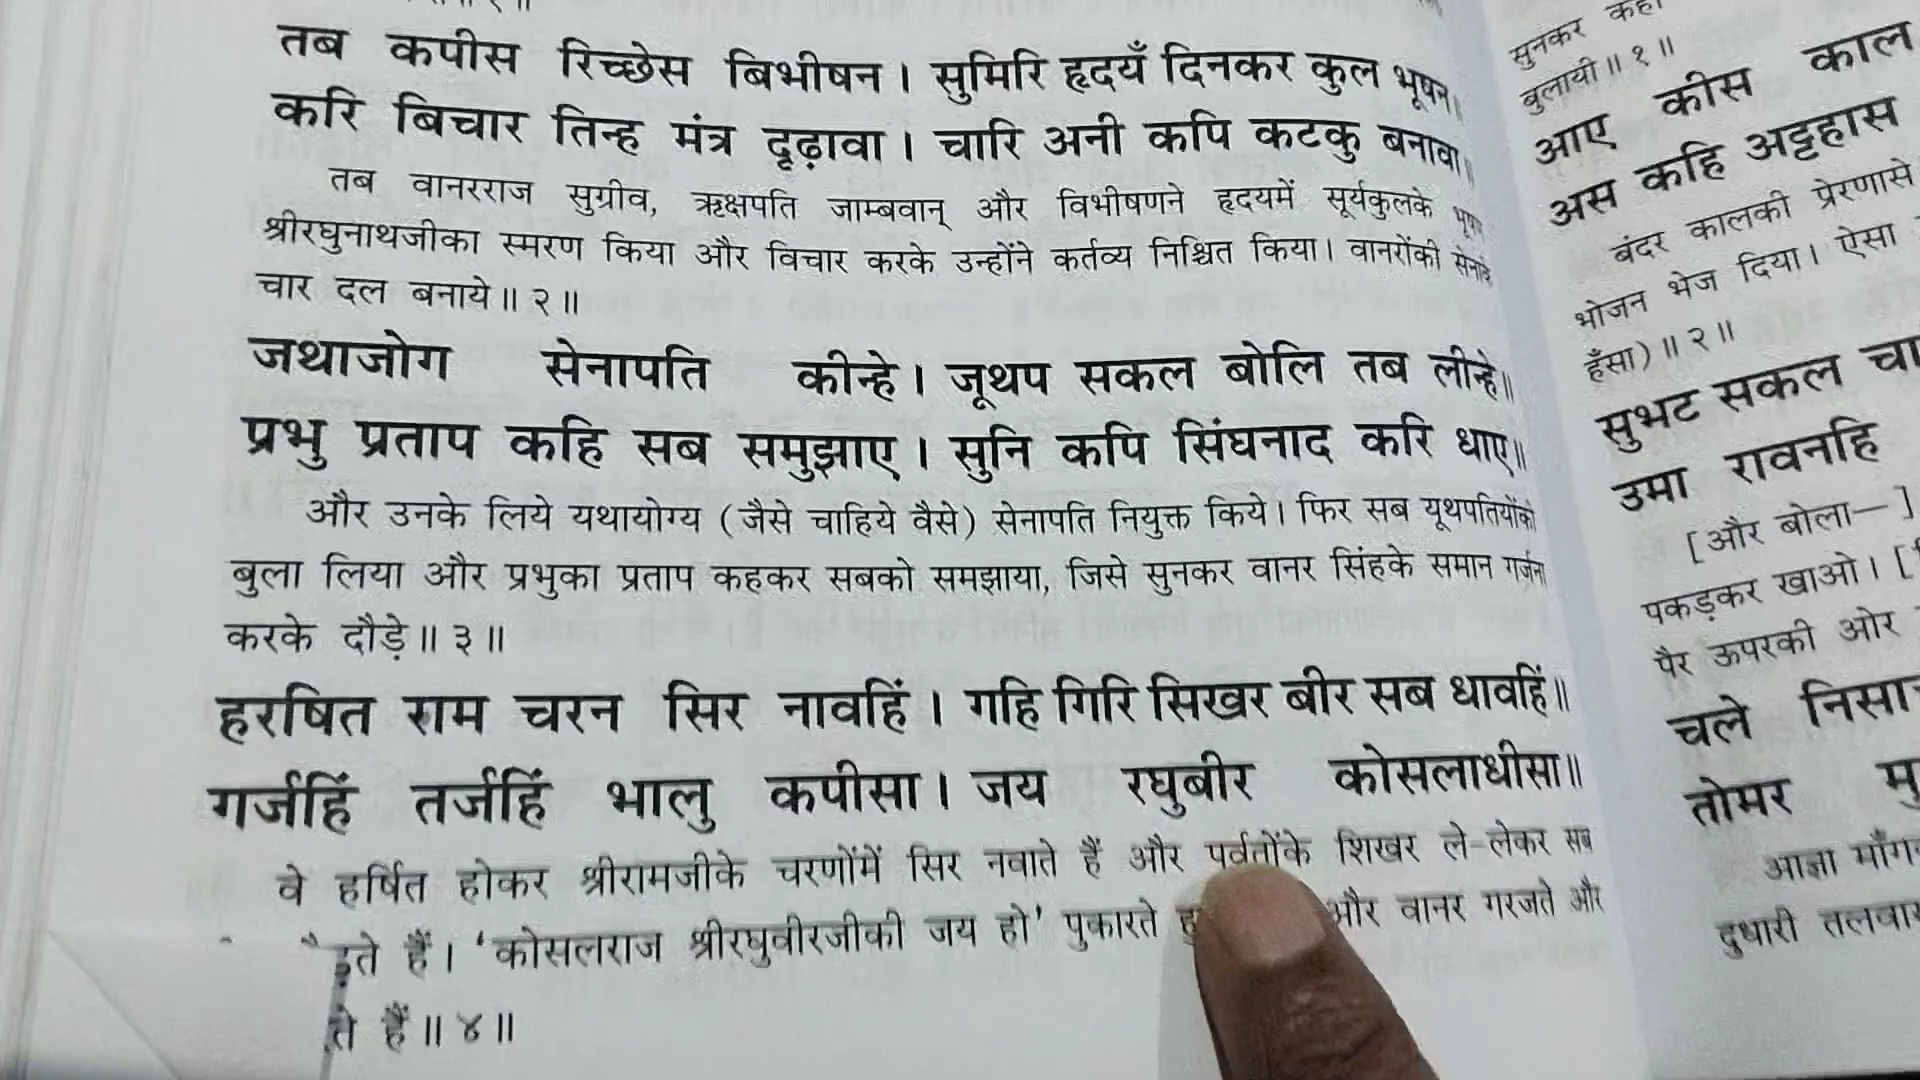 तब कपीस रिच्छेस बिभीषन। सुमिरि हृदयँ दिनकर कुल भूषन।
करि बिचार तिन्ह मंत्र दृढ़ावा। चारि अनी कपि कटकु बनावा॥
तब वानरराज सुग्रीव, ऋक्षपति जाम्बवान् और विभीषणने हृदयमें सूर्यकुलके
श्रीरघुनाथजीका स्मरण किया और विचार करके उन्होंने कर्तव्य निश्चित किया। वानरोंकी सेनाके
चार दल बनाये॥ २॥
जथाजोग सेनापति कीन्हे। जूथप सकल बोलि तब लीन्हे॥
प्रभु प्रताप कहि सब समुझाए। सुनि कपि सिंघनाद करि धाए॥
और उनके लिये यथायोग्य (जैसे चाहिये वैसे) सेनापति नियुक्त किये। फिर सब यूथपतियोंको
बुला लिया और प्रभुका प्रताप कहकर सबको समझाया, जिसे सुनकर वानर सिंहके समान गर्जना
करके दौड़े॥ ३॥
हरषित राम चरन सिर नावहिं। गहि गिरि सिखर बीर सब धावहिं॥
गर्जहिं तर्जहिं भालु कपीसा। जय रघुबीर कोसलाधीसा॥
वे हर्षित होकर श्रीरामजीके चरणोंमें सिर नवाते हैं और पर्वतोंके शिखर ले-लेकर सब
हैं। 'कोसलराज श्रीरघुवीरजीकी जय हो' पुकारते और वानर गरजते और
हैं॥ ४॥
सुनकर कहा
बुलायी॥ १॥
आए कीस काल
अस कहि अट्टहास
बंदर कालकी प्रेरणासे
भोजन भेज दिया। ऐसा
हँसा)॥ २॥
सुभट सकल
उमा रावनहि
[और बोला—]
पकड़कर खाओ। [
पैर ऊपरकी ओर
चले
तोमर
आज्ञा
दुधारी